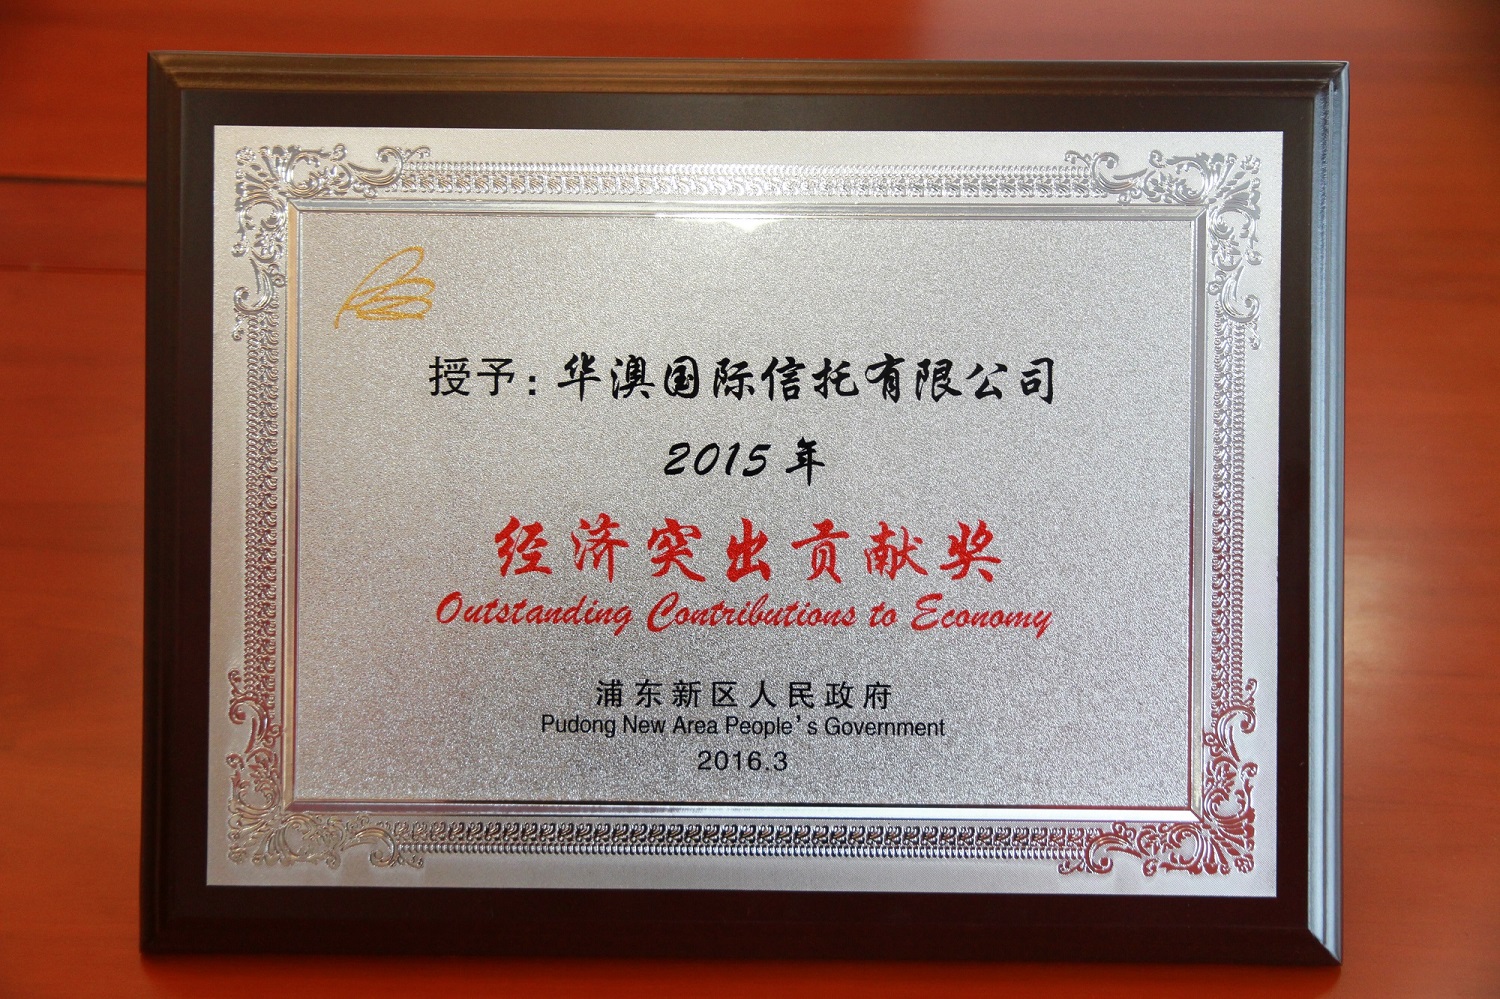 授予:华澳国际信托有限公司
2015年
经济突出贡献奖
Outstanding Contributions to Economy
浦东新区人民政府
Pudong New Area People's Government
2016.3